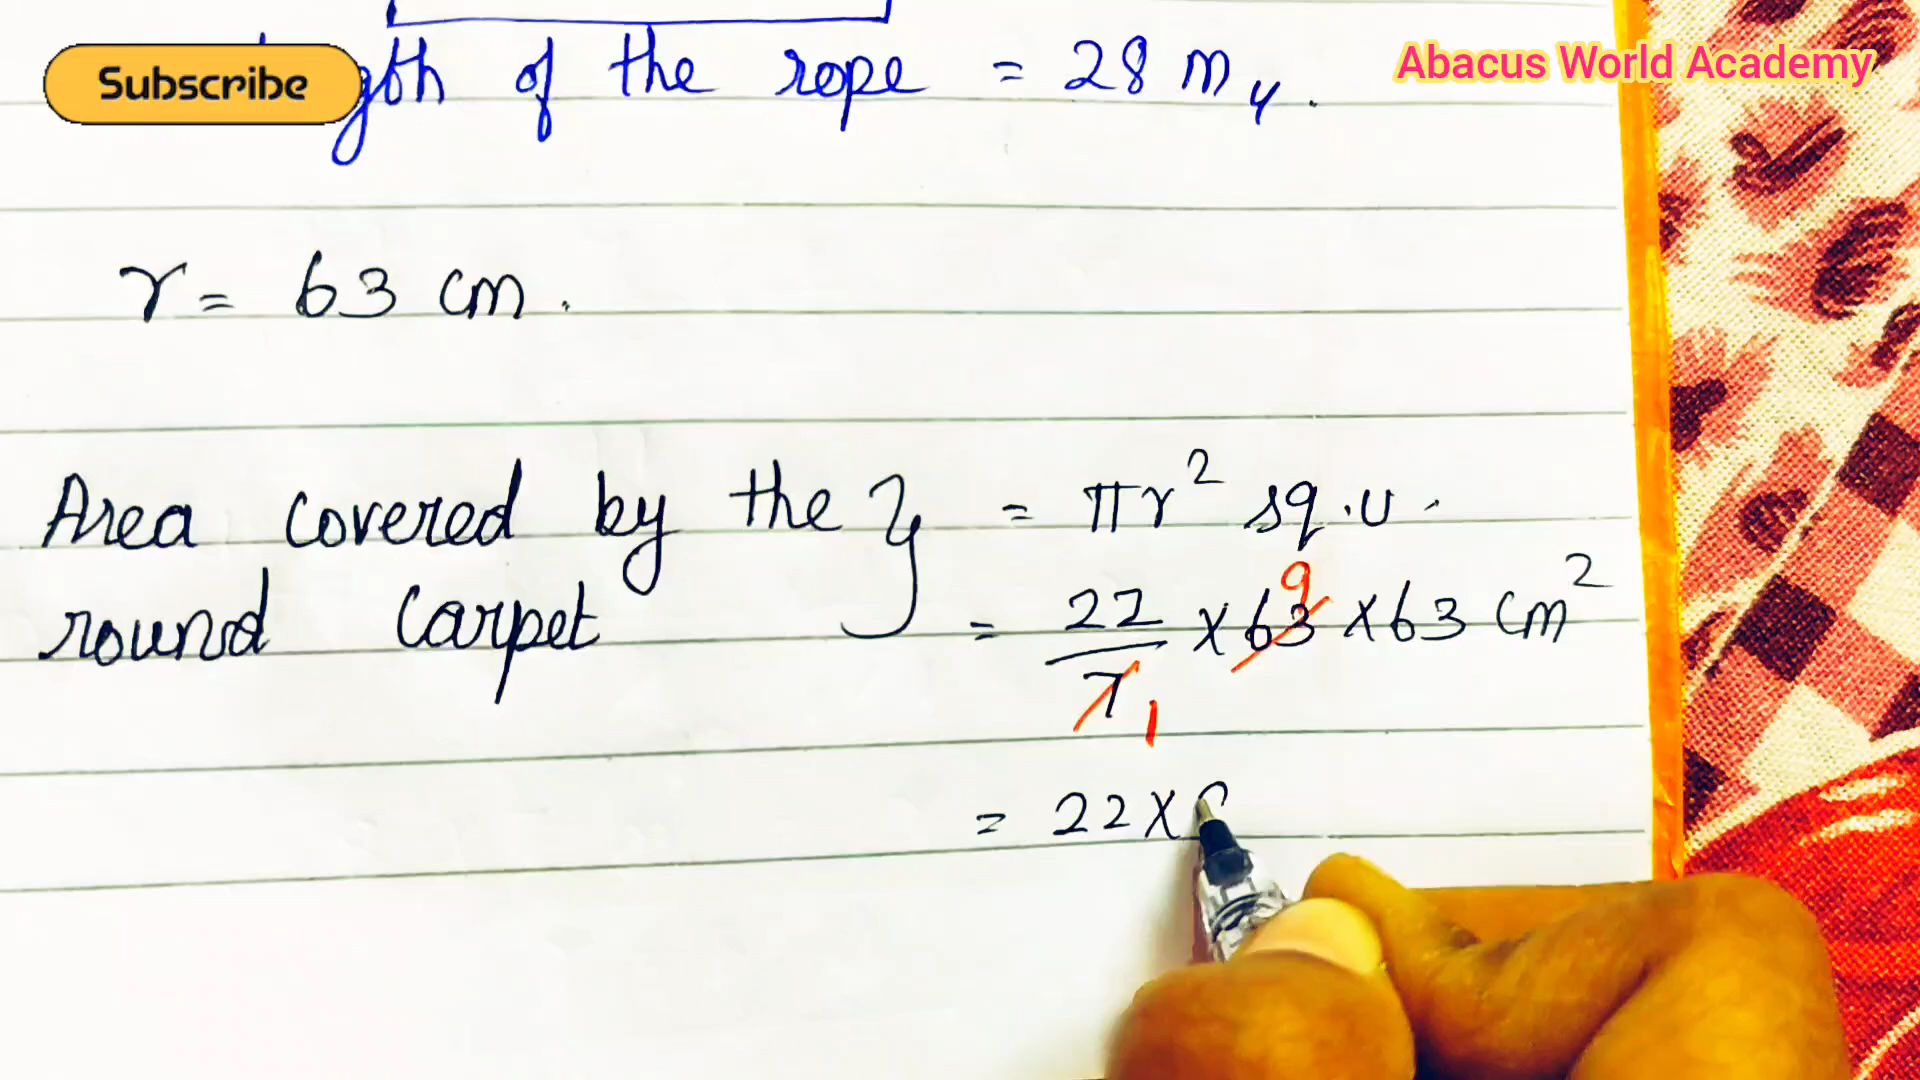 Subscribe
Abacus World Academy
of the rope = 28 m
r = 63 cm.
Area covered by the } = πr² sq.u.
round carpet = 22/7 1 × 63 9 × 63 cm²
= 22 ×